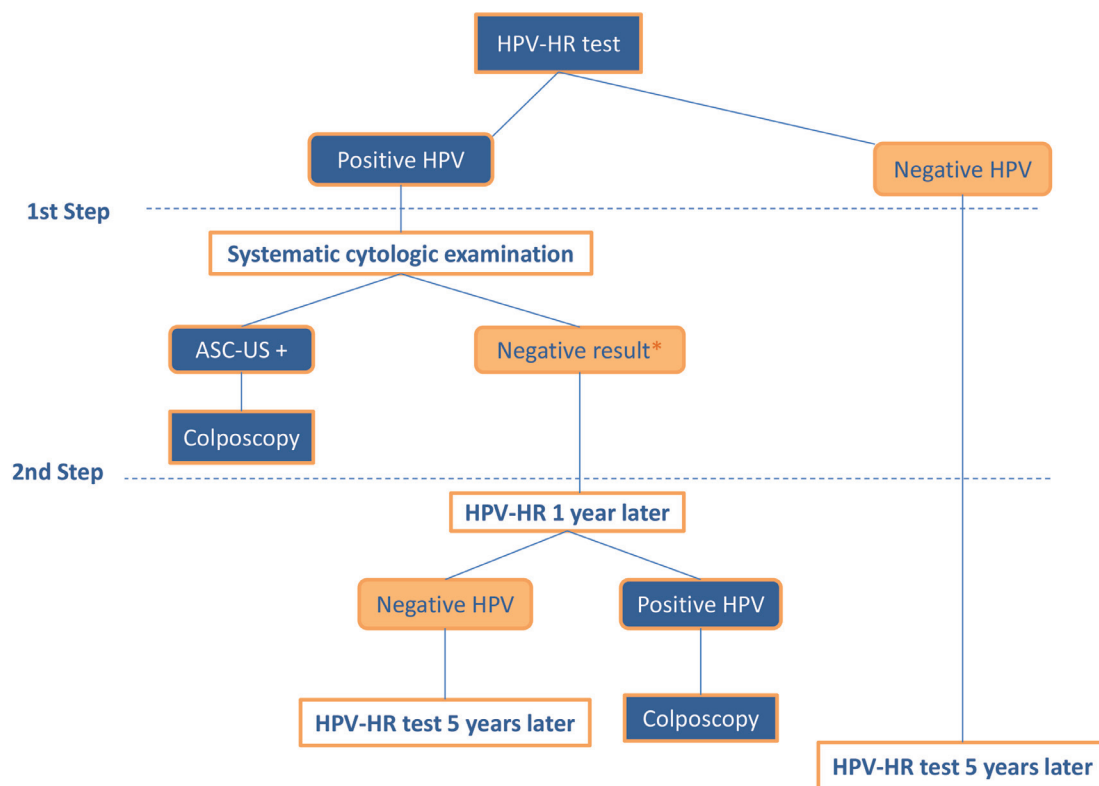 HPV-HR test
Positive HPV
Negative HPV
1st Step
Systematic cytologic examination
ASC-US +
Negative result*
Colposcopy
2nd Step
HPV-HR 1 year later
Negative HPV
Positive HPV
HPV-HR test 5 years later
Colposcopy
HPV-HR test 5 years later